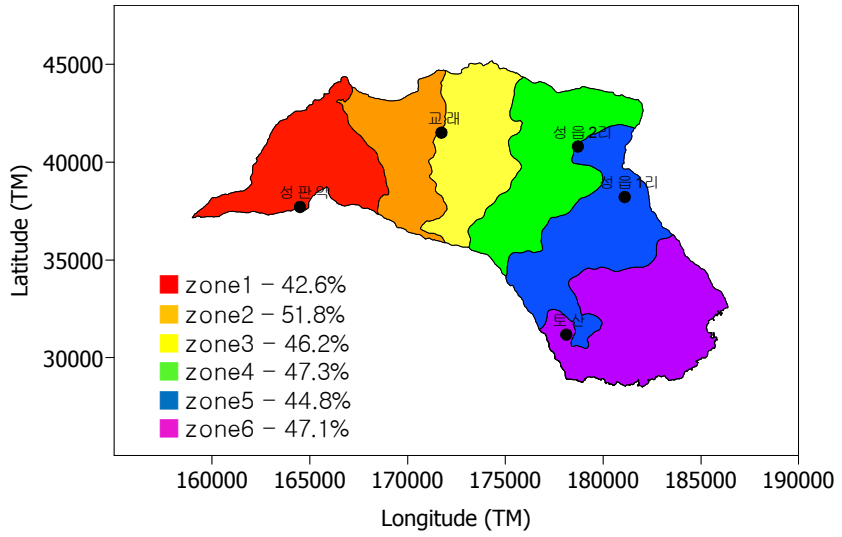 45000
40000
35000
30000
Latitude (TM)
교래
성읍2리
성읍1리
성판악
토산
zone1 - 42.6%
zone2 - 51.8%
zone3 - 46.2%
zone4 - 47.3%
zone5 - 44.8%
zone6 - 47.1%
160000 165000 170000 175000 180000 185000 190000
Longitude (TM)